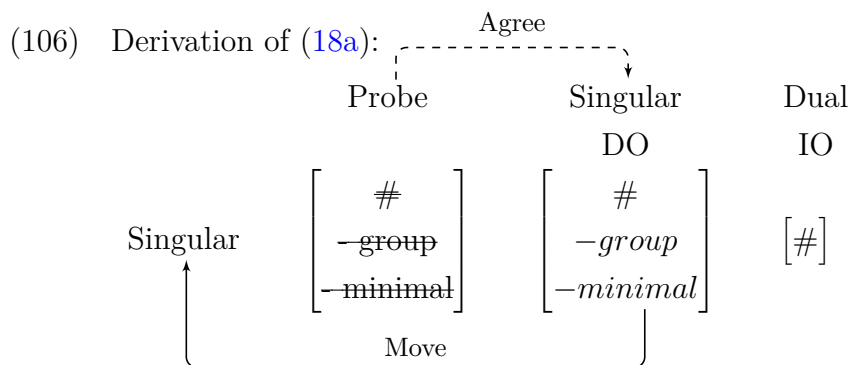 (106) Derivation of (18a):
Agree
Probe Singular Dual
DO IO
# # 
- group −group
Singular [#]
- minimal −minimal
Move